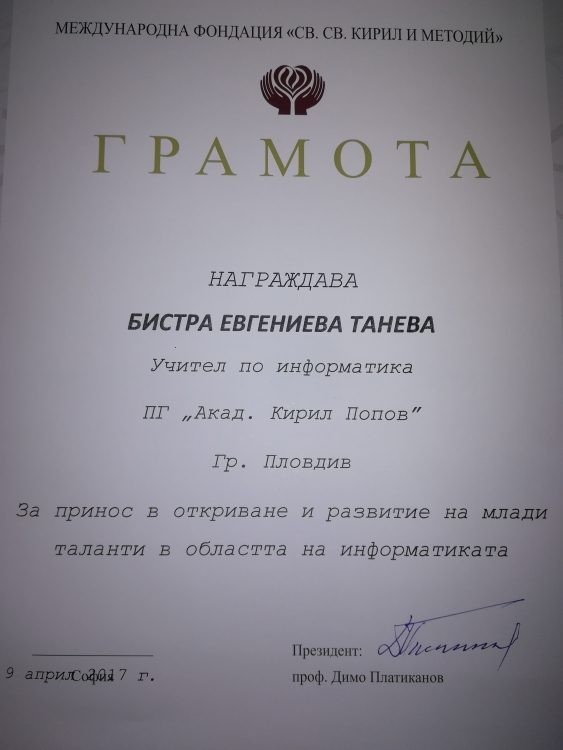 МЕЖДУНАРОДНА ФОНДАЦИЯ «СВ. СВ. КИРИЛ И МЕТОДИЙ»
ГРАМОТА
НАГРАЖДАВА
БИСТРА ЕВГЕНИЕВА ТАНЕВА
Учител по информатика
ПГ „Акад. Кирил Попов”
Гр. Пловдив
За принос в откриване и развитие на млади
таланти в областта на информатиката
Президент:
9 април 2017 г.
София
проф. Димо Платиканов